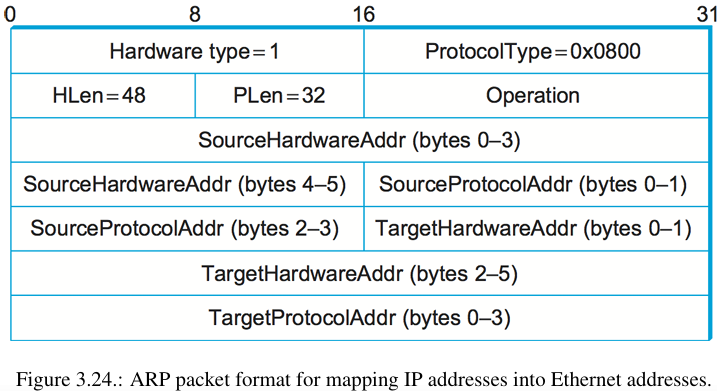 0 8 16 31
Hardware type=1 ProtocolType=0x0800
HLen=48 PLen=32 Operation
SourceHardwareAddr (bytes 0–3)
SourceHardwareAddr (bytes 4–5) SourceProtocolAddr (bytes 0–1)
SourceProtocolAddr (bytes 2–3) TargetHardwareAddr (bytes 0–1)
TargetHardwareAddr (bytes 2–5)
TargetProtocolAddr (bytes 0–3)
Figure 3.24.: ARP packet format for mapping IP addresses into Ethernet addresses.